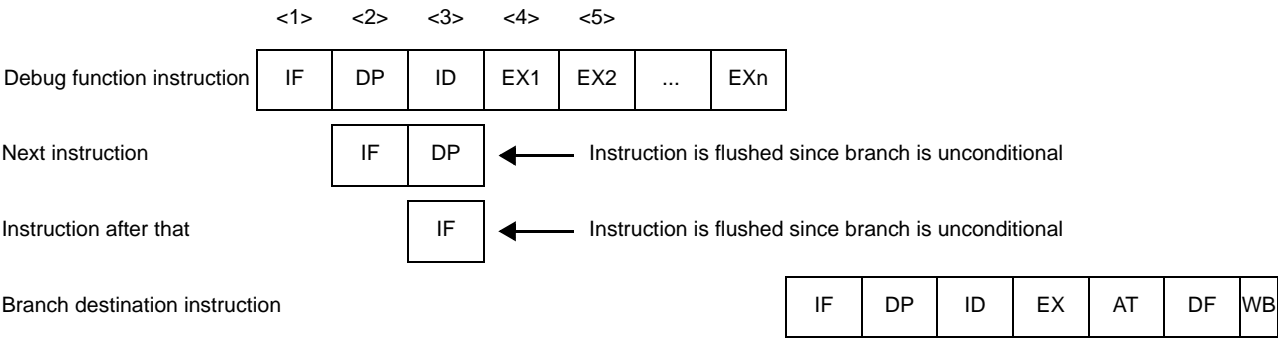 <1> <2> <3> <4> <5>
Debug function instruction IF DP ID EX1 EX2 ... EXn
Next instruction IF DP Instruction is flushed since branch is unconditional
Instruction after that IF Instruction is flushed since branch is unconditional
Branch destination instruction IF DP ID EX AT DF WB